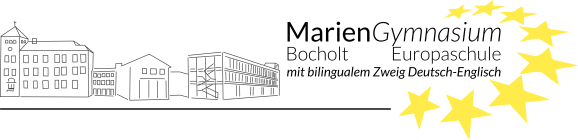 MarienGymnasium
Bocholt Europaschule
mit bilingualem Zweig Deutsch-Englisch